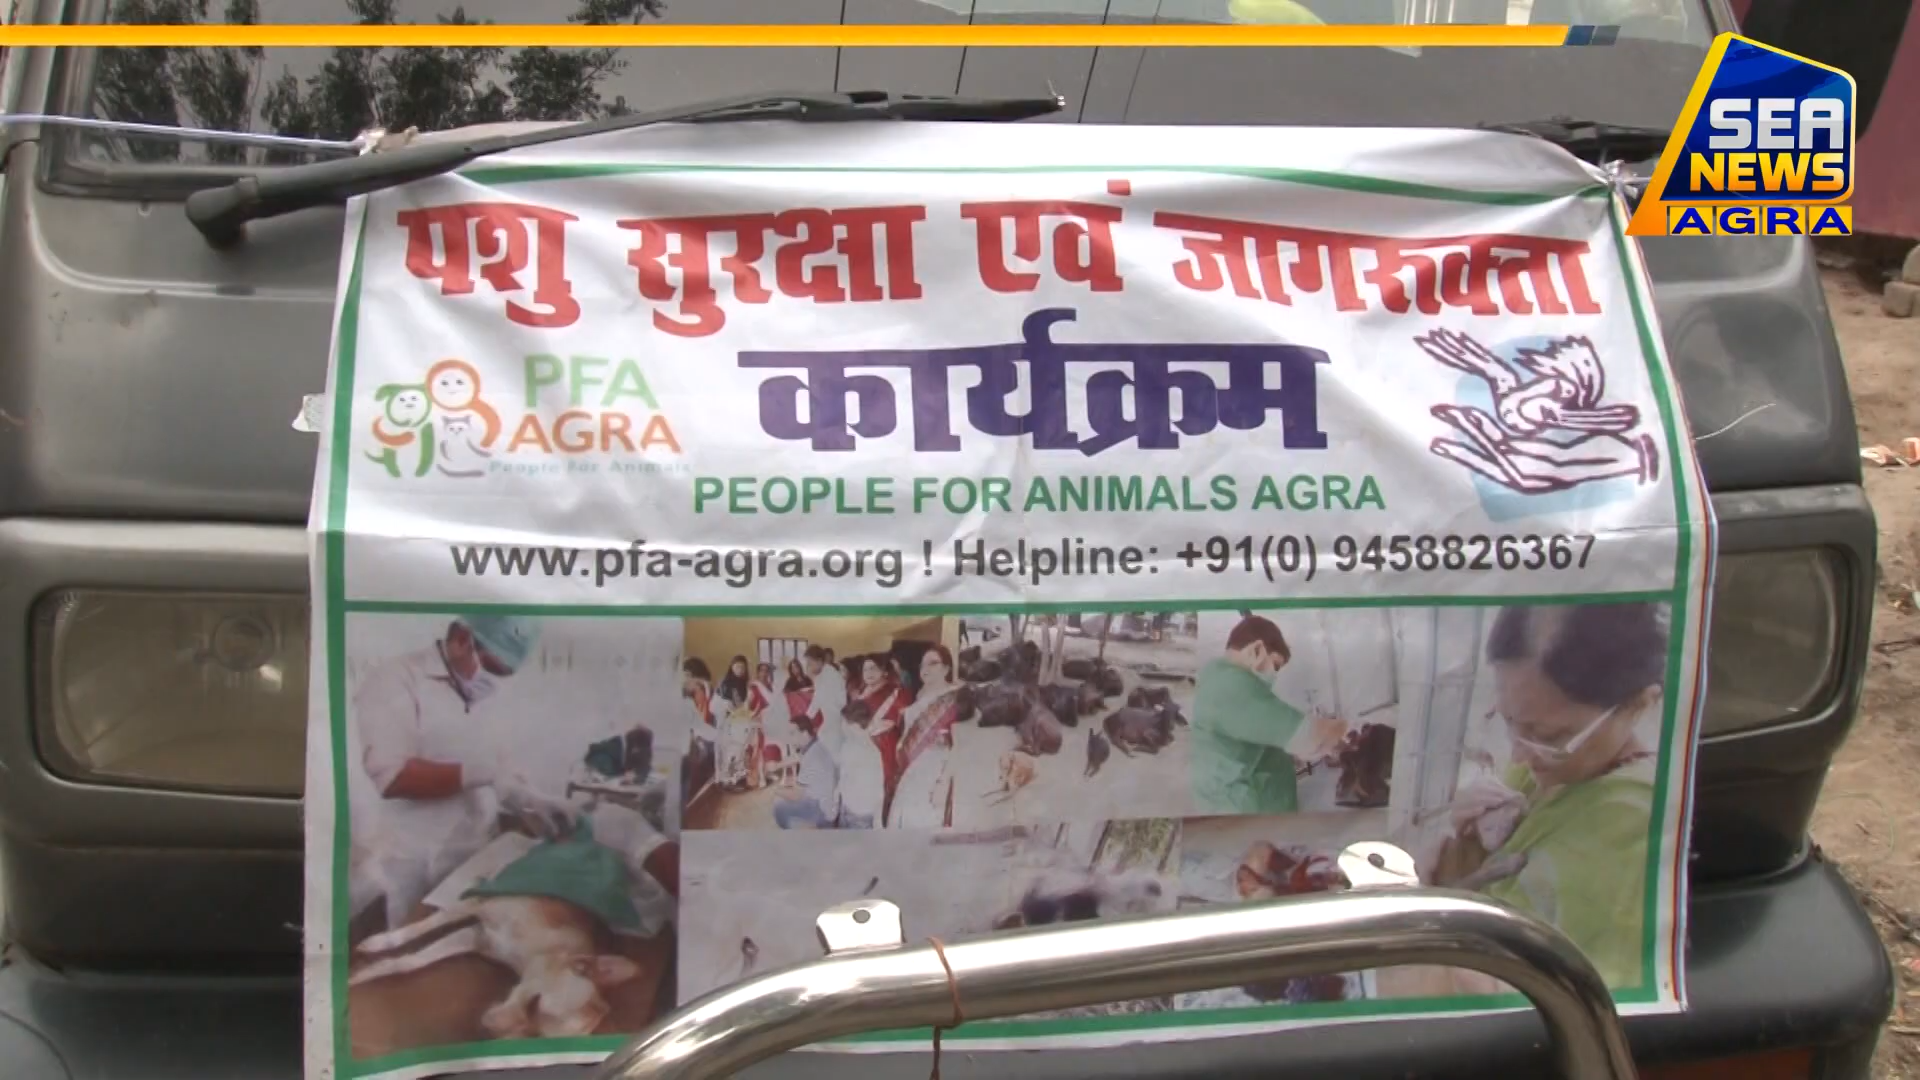 SEA
NEWS
AGRA
पशु सुरक्षा एवं जागरूक्ता
कार्यक्रम
PFA
AGRA
People For Animals
PEOPLE FOR ANIMALS AGRA
www.pfa-agra.org ! Helpline: +91(0) 9458826367